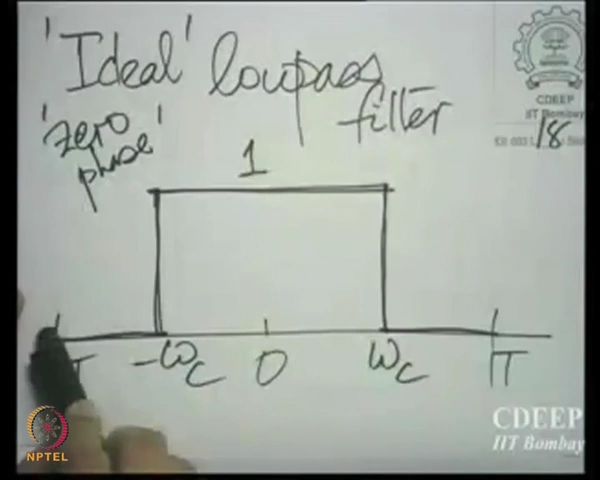 'Ideal' lowpass
filter
'zero
phase'
1
-ωc 0 ωc π
CDEEP
IIT Bombay
18
CDEEP
IIT Bombay
NPTEL